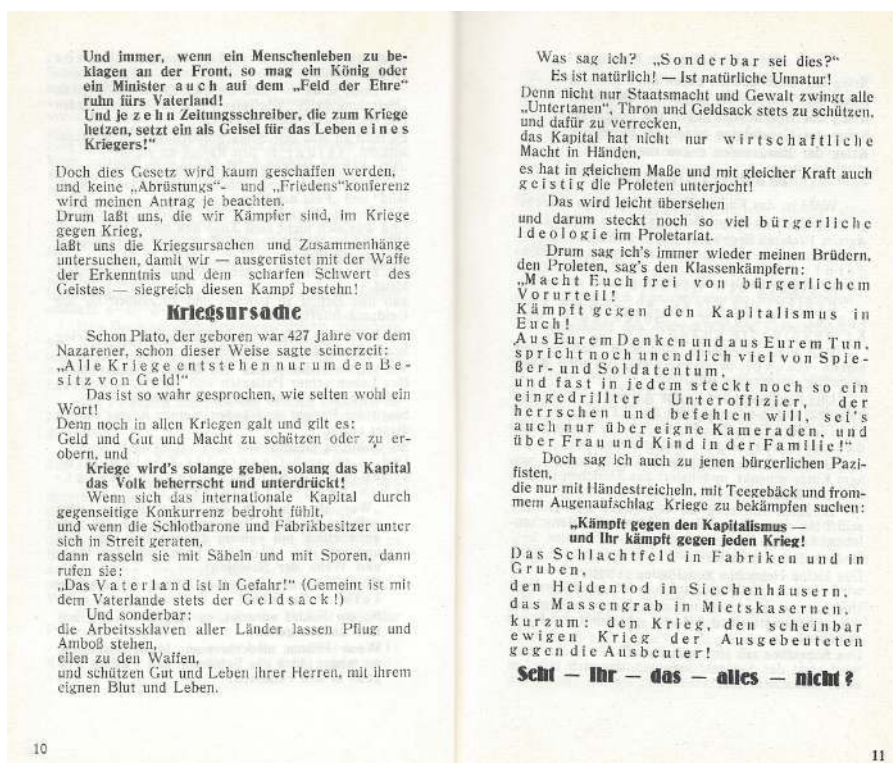 Und immer, wenn ein Menschenleben zu be-
klagen an der Front, so mag ein König oder
ein Minister auch auf dem „Feld der Ehre“
ruhn fürs Vaterland!
Und je zehn Zeitungsschreiber, die zum Kriege
hetzen, setzt ein als Geisel für das Leben eines
Kriegers!“
Doch dies Gesetz wird kaum geschaffen werden,
und keine „Abrüstungs“- und „Friedens“konferenz
wird meinen Antrag je beachten.
Drum laßt uns, die wir Kämpfer sind, im Kriege
gegen Krieg,
laßt uns die Kriegsursachen und Zusammenhänge
untersuchen, damit wir — ausgerüstet mit der Waffe
der Erkenntnis und dem scharfen Schwert des
Geistes — siegreich diesen Kampf bestehn!
Kriegsursache
Schon Plato, der geboren war 427 Jahre vor dem
Nazarener, schon dieser Weise sagte seinerzeit:
„Alle Kriege entstehen nur um den Be-
sitz von Geld!“
Das ist so wahr gesprochen, wie selten wohl ein
Wort!
Denn noch in allen Kriegen galt und gilt es:
Geld und Gut und Macht zu schützen oder zu er-
obern, und
Kriege wird's solange geben, solang das Kapital
das Volk beherrscht und unterdrückt!
Wenn sich das internationale Kapital durch
gegenseitige Konkurrenz bedroht fühlt,
und wenn die Schlotbarone und Fabrikbesitzer unter
sich in Streit geraten,
dann rasseln sie mit Säbeln und mit Sporen, dann
rufen sie:
„Das Vaterland ist in Gefahr!“ (Gemeint ist mit
dem Vaterlande stets der Geldsack!)
Und sonderbar:
die Arbeitssklaven aller Länder lassen Pflug und
Amboß stehen,
eilen zu den Waffen,
und schützen Gut und Leben ihrer Herren, mit ihrem
eignen Blut und Leben.
10
Was sag ich? „Sonderbar sei dies?“
Es ist natürlich! — Ist natürliche Unnatur!
Denn nicht nur Staatsmacht und Gewalt zwingt alle
„Untertanen“, Thron und Geldsack stets zu schützen,
und dafür zu verrecken,
das Kapital hat nicht nur wirtschaftliche
Macht in Händen,
es hat in gleichem Maße und mit gleicher Kraft auch
geistig die Proleten unterjocht!
Das wird leicht übersehen
und darum steckt noch so viel bürgerliche
Ideologie im Proletariat.
Drum sag ich's immer wieder meinen Brüdern,
den Proleten, sag's den Klassenkämpfern:
„Macht Euch frei von bürgerlichem
Vorurteil!
Kämpft gegen den Kapitalismus in
Euch!
Aus Eurem Denken und aus Eurem Tun,
spricht noch unendlich viel von Spie-
ßer- und Soldatentum,
und fast in jedem steckt noch so ein
eingedrillter Unteroffizier, der
herrschen und befehlen will, sei's
auch nur über eigne Kameraden, und
über Frau und Kind in der Familie!“
Doch sag ich auch zu jenen bürgerlichen Pazi-
fisten,
die nur mit Händestreicheln, mit Teegebäck und from-
mem Augenaufschlag Kriege zu bekämpfen suchen:
„Kämpft gegen den Kapitalismus —
und Ihr kämpft gegen jeden Krieg!
Das Schlachtfeld in Fabriken und in
Gruben,
den Heldentod in Siechenhäusern,
das Massengrab in Mietskasernen,
kurzum: den Krieg, den scheinbar
ewigen Krieg der Ausgebeuteten
gegen die Ausbeuter!
Seht — Ihr — das — alles — nicht?
11